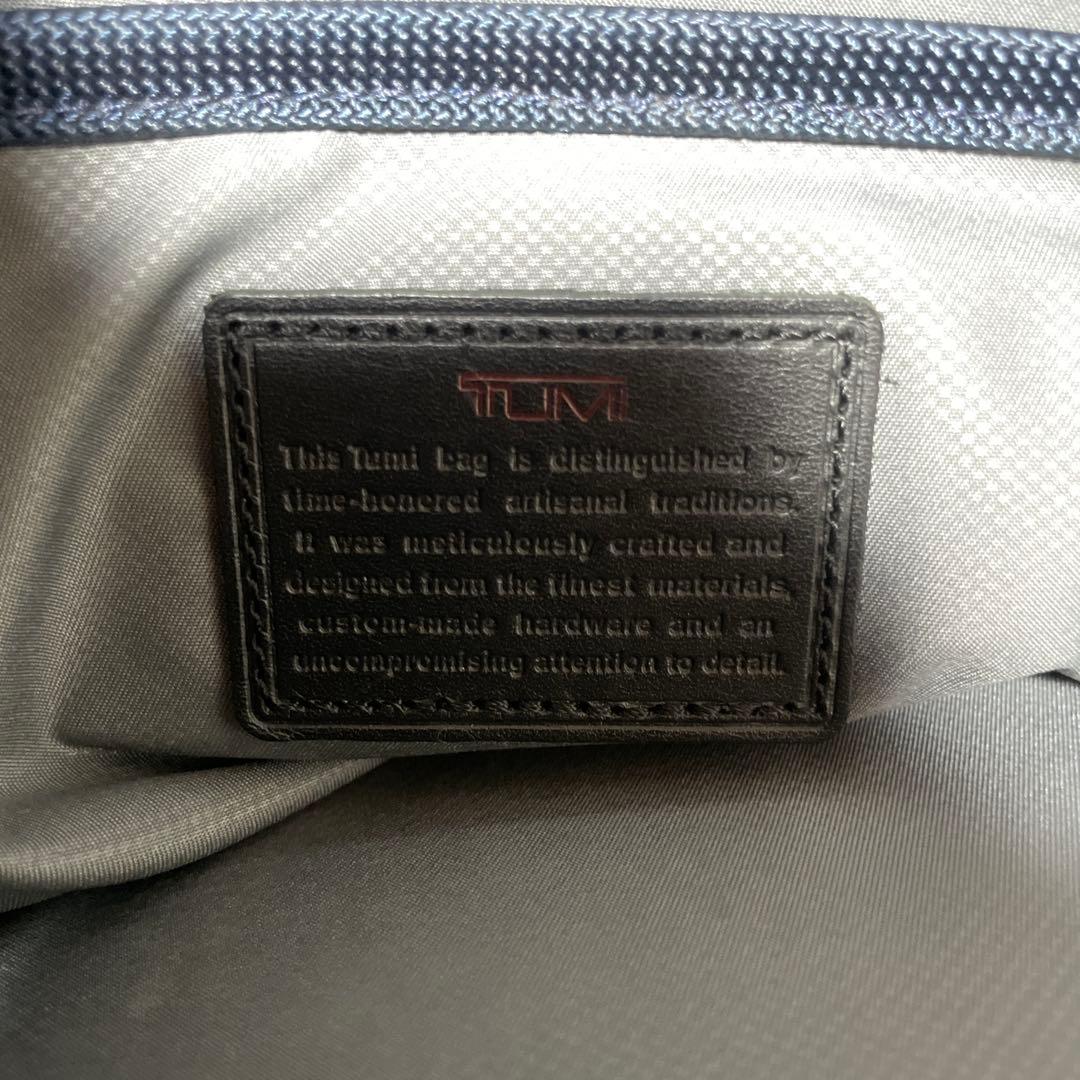 TUMI
This Tumi bag is distinguished by
time-honored artisanal traditions.
It was meticulously crafted and
designed from the finest materials,
custom-made hardware and an
uncompromising attention to detail.